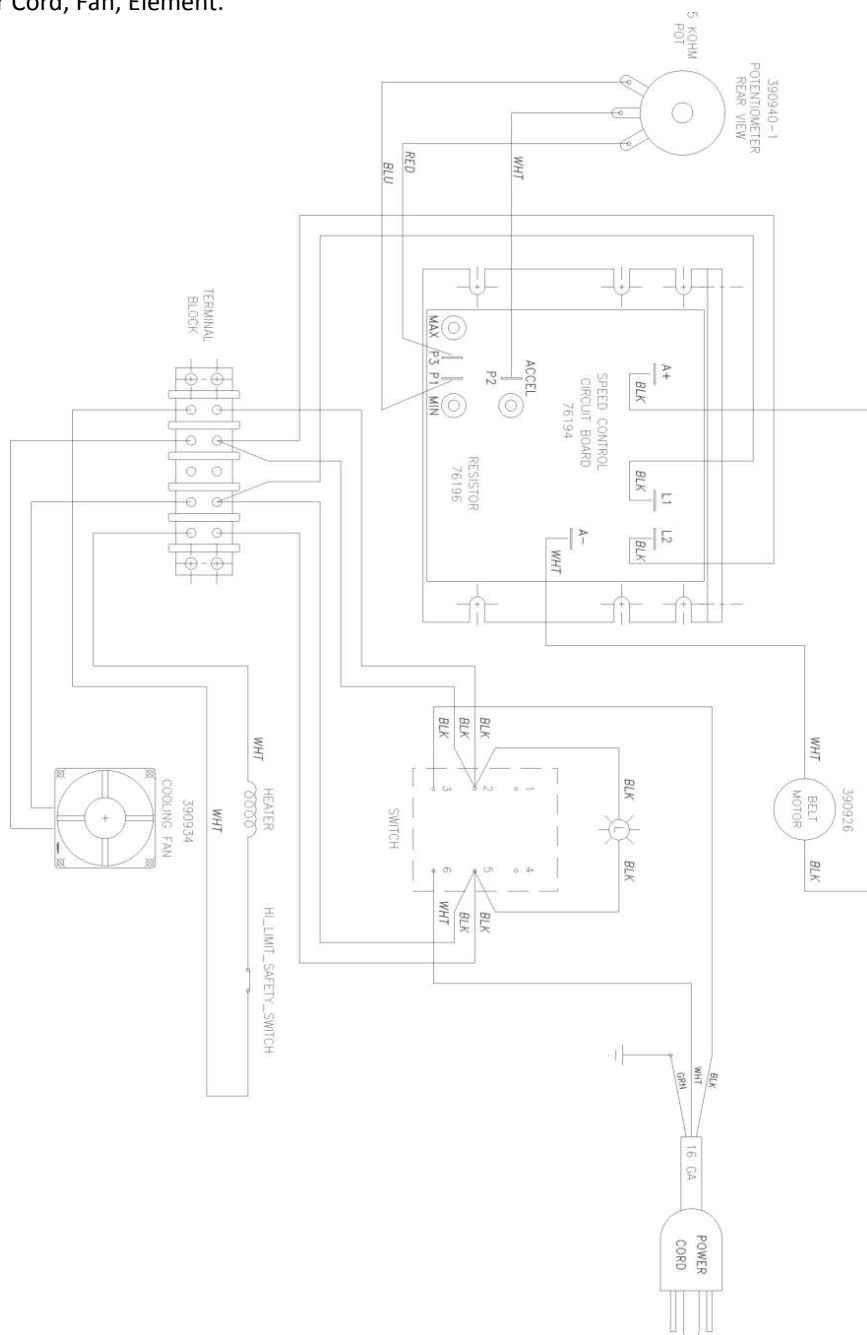 r Cord, Fan, Element.
5 KOHM
POT
390940-1
POTENTIOMETER
REAR VIEW
BLU
RED
WHT
TERMINAL
BLOCK
MAX
P3
P1
MIN
ACCEL
P2
A+
BLK
SPEED CONTROL
CIRCUIT BOARD
76194
RESISTOR
76196
BLK
L1
L2
BLK
A-
WHT
390926
BELT
MOTOR
WHT
BLK
BLK
BLK
BLK
3
2
1
SWITCH
6
5
4
WHT
BLK
BLK
BLK
L
BLK
WHT
HEATER
WHT
390934
COOLING FAN
HI_LIMIT_SAFETY_SWITCH
GRN
WHT
BLK
16 GA
POWER
CORD